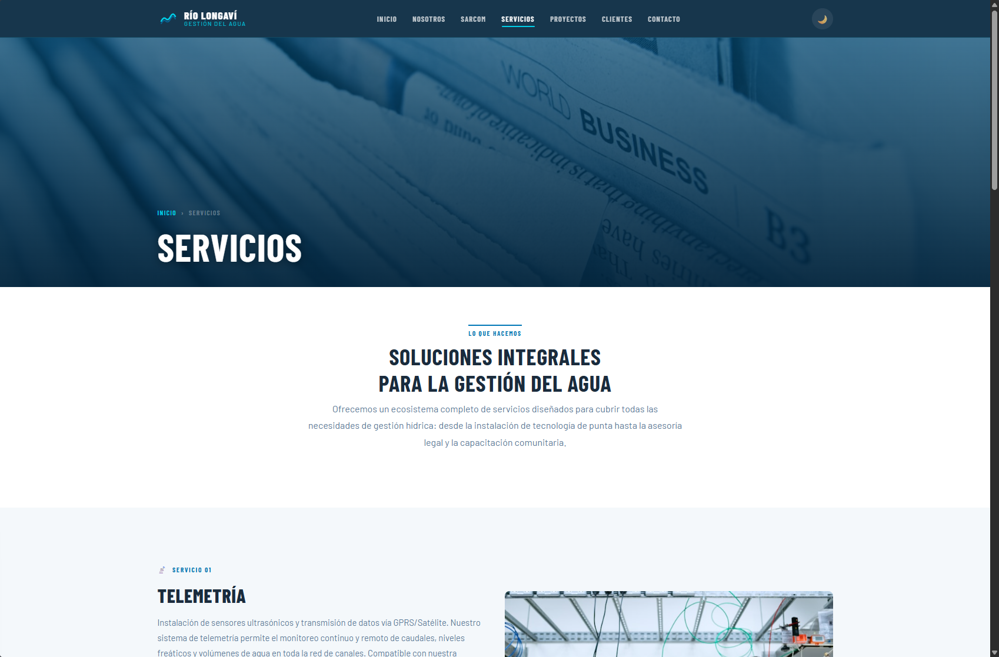 RÍO LONGAVÍ
GESTIÓN DEL AGUA
INICIO
NOSOTROS
SARCOM
SERVICIOS
PROYECTOS
CLIENTES
CONTACTO
WORLD BUSINESS
B3
have
INICIO › SERVICIOS
SERVICIOS
LO QUE HACEMOS
SOLUCIONES INTEGRALES
PARA LA GESTIÓN DEL AGUA
Ofrecemos un ecosistema completo de servicios diseñados para cubrir todas las
necesidades de gestión hídrica: desde la instalación de tecnología de punta hasta la asesoría
legal y la capacitación comunitaria.
SERVICIO 01
TELEMETRÍA
Instalación de sensores ultrasónicos y transmisión de datos vía GPRS/Satélite. Nuestro
sistema de telemetría permite el monitoreo continuo y remoto de caudales, niveles
freáticos y volúmenes de agua en toda la red de canales. Compatible con nuestra